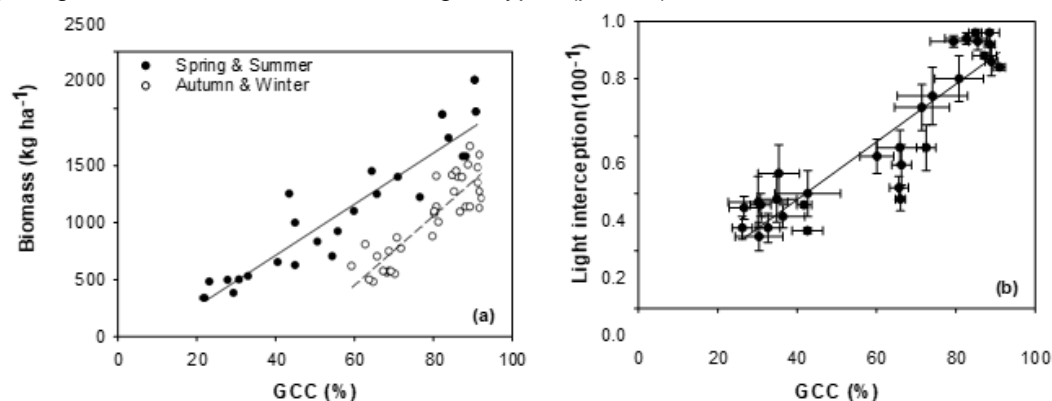 2500
2000
1500
1000
500
0
Biomass (kg ha⁻¹)
Spring & Summer
Autumn & Winter
(a)
0 20 40 60 80 100
GCC (%)
1.0
0.8
0.6
0.4
0.2
0.0
Light interception(100⁻¹)
(b)
0 20 40 60 80 100
GCC (%)